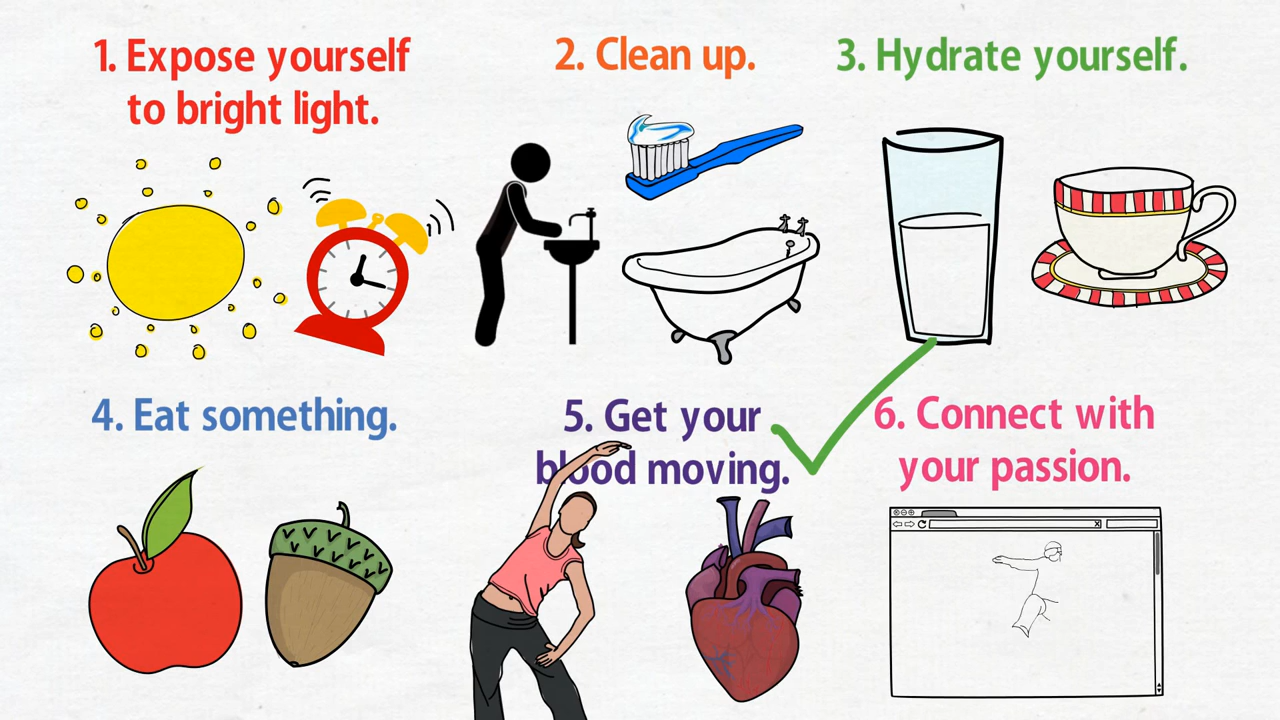 1. Expose yourself
to bright light.
2. Clean up.
3. Hydrate yourself.
4. Eat something.
5. Get your
blood moving.
6. Connect with
your passion.